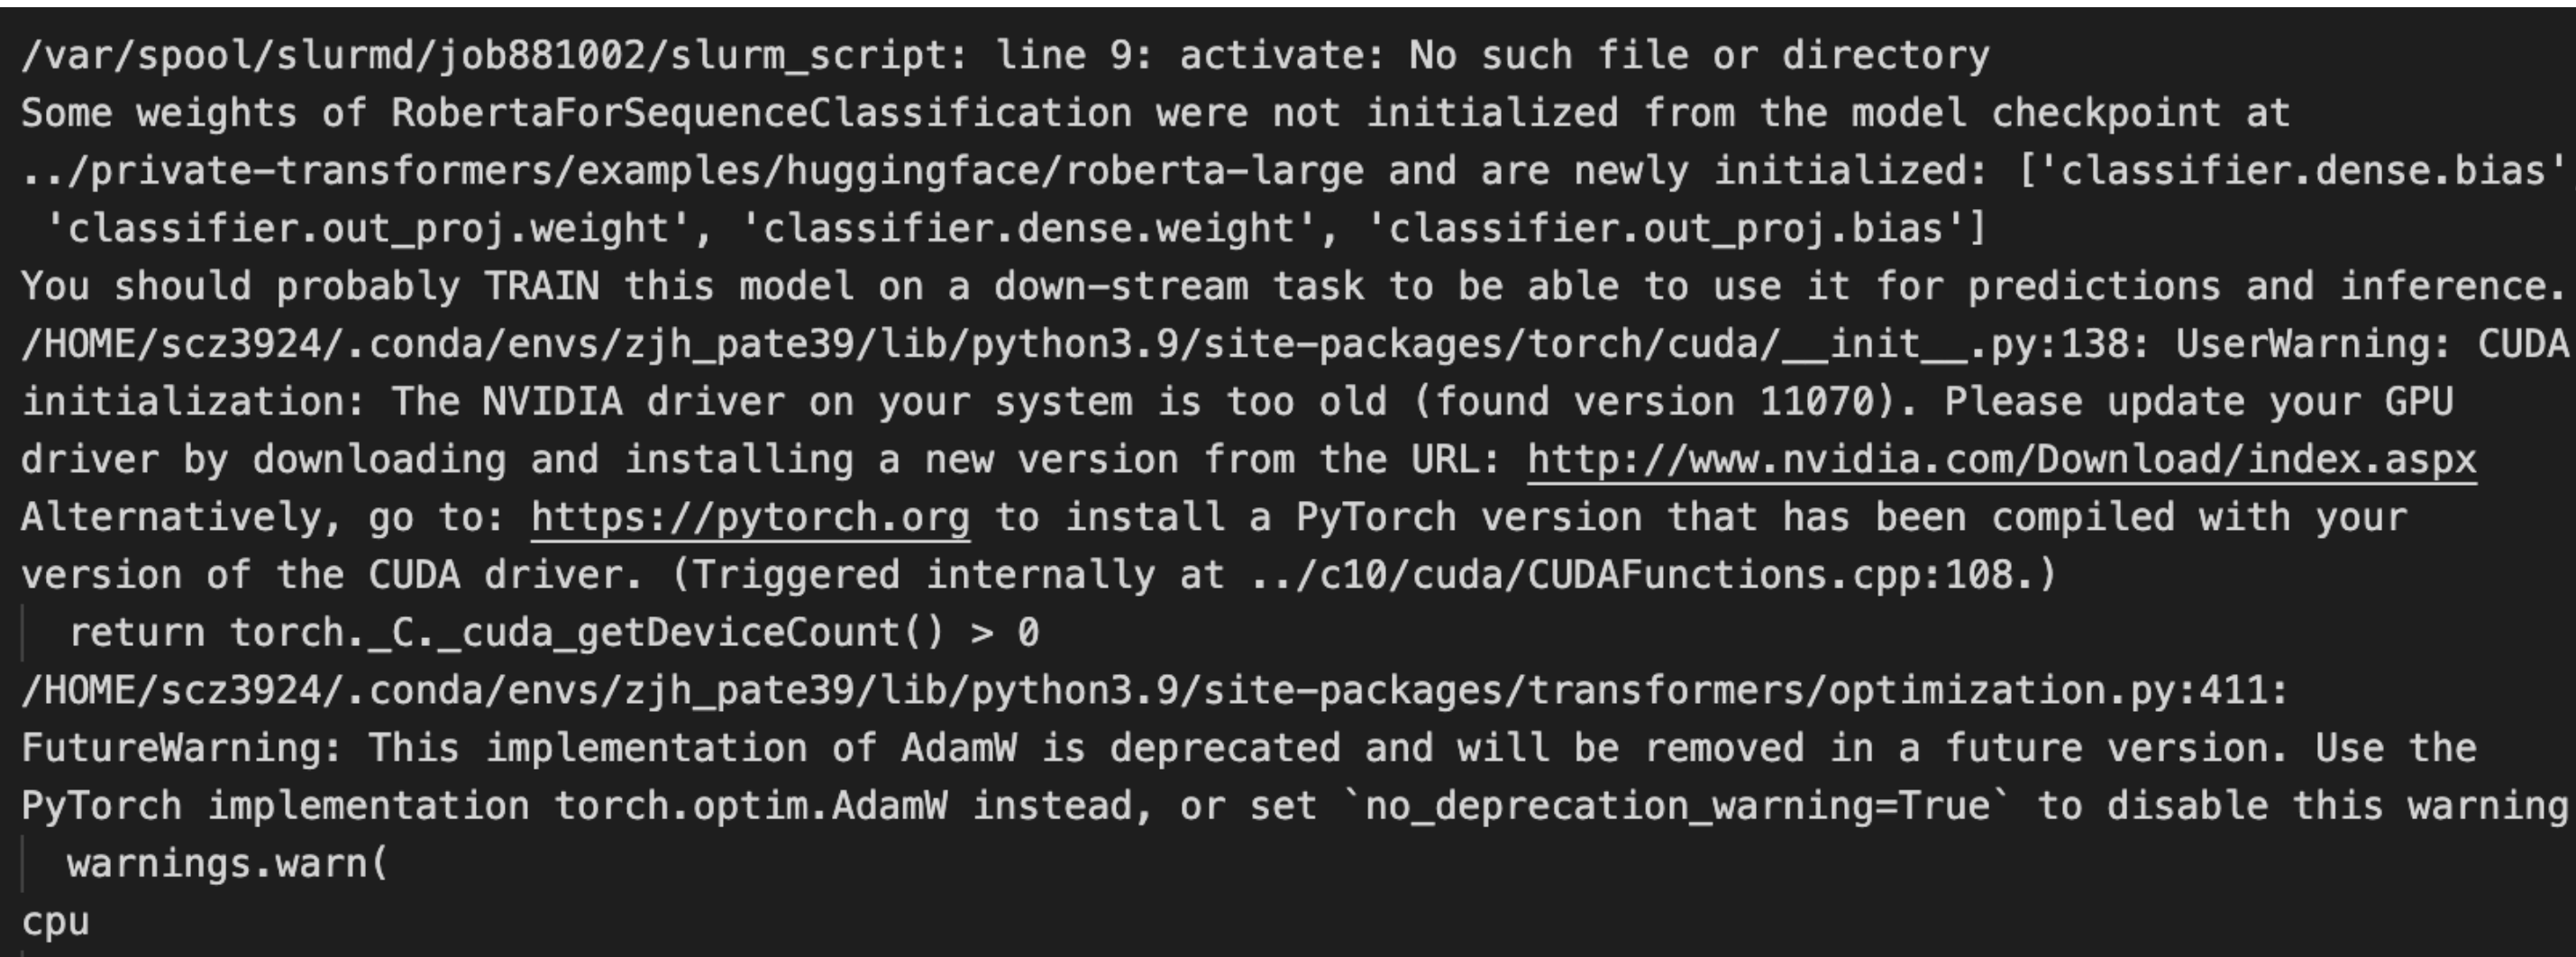 /var/spool/slurmd/job881002/slurm_script: line 9: activate: No such file or directory
Some weights of RobertaForSequenceClassification were not initialized from the model checkpoint at
../private-transformers/examples/huggingface/roberta-large and are newly initialized: ['classifier.dense.bias'
'classifier.out_proj.weight', 'classifier.dense.weight', 'classifier.out_proj.bias']
You should probably TRAIN this model on a down-stream task to be able to use it for predictions and inference.
/HOME/scz3924/.conda/envs/zjh_pate39/lib/python3.9/site-packages/torch/cuda/__init__.py:138: UserWarning: CUDA
initialization: The NVIDIA driver on your system is too old (found version 11070). Please update your GPU
driver by downloading and installing a new version from the URL: http://www.nvidia.com/Download/index.aspx
Alternatively, go to: https://pytorch.org to install a PyTorch version that has been compiled with your
version of the CUDA driver. (Triggered internally at ../c10/cuda/CUDAFunctions.cpp:108.)
return torch._C._cuda_getDeviceCount() > 0
/HOME/scz3924/.conda/envs/zjh_pate39/lib/python3.9/site-packages/transformers/optimization.py:411:
FutureWarning: This implementation of AdamW is deprecated and will be removed in a future version. Use the
PyTorch implementation torch.optim.AdamW instead, or set `no_deprecation_warning=True` to disable this warning
warnings.warn(
cpu